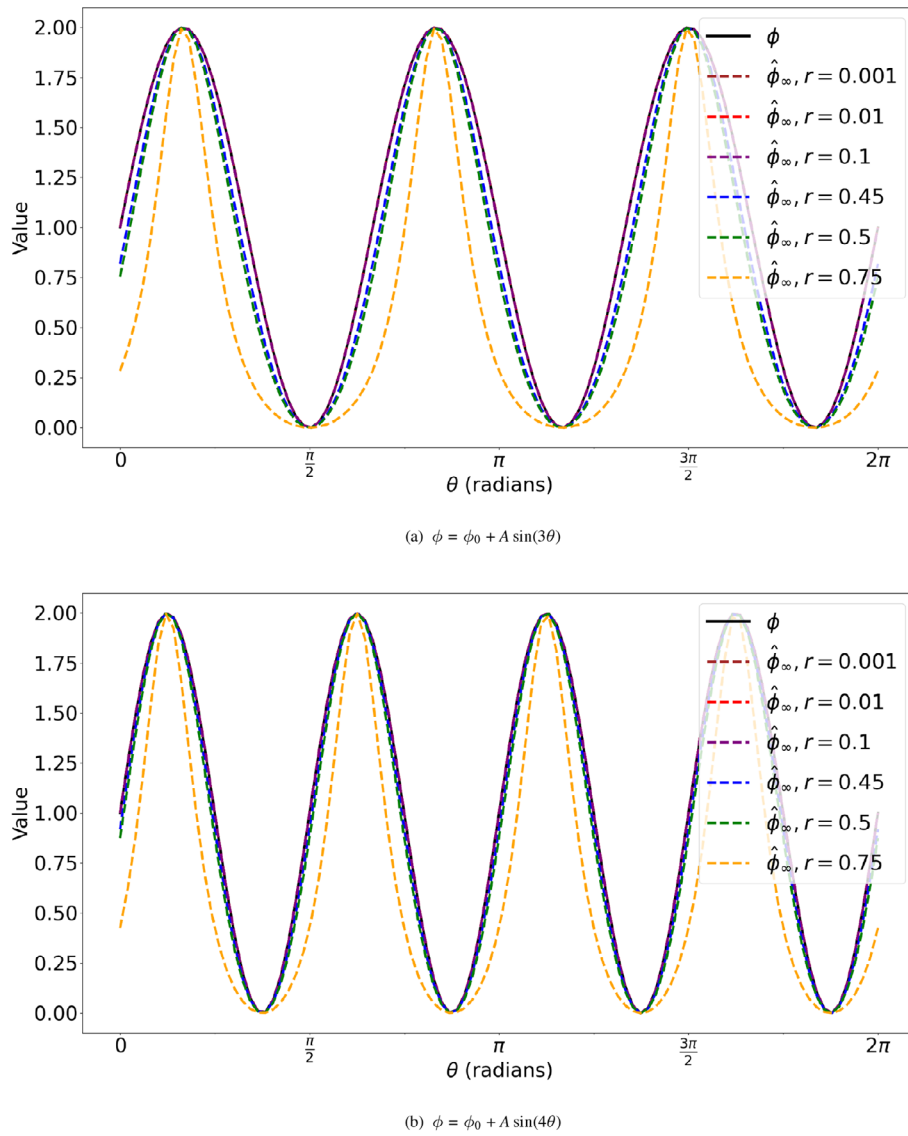 2.00
1.75
1.50
1.25
1.00
0.75
0.50
0.25
0.00
Value
0 π/2 π 3π/2 2π
θ (radians)
ϕ
ϕ̂∞, r = 0.001
ϕ̂∞, r = 0.01
ϕ̂∞, r = 0.1
ϕ̂∞, r = 0.45
ϕ̂∞, r = 0.5
ϕ̂∞, r = 0.75
(a) ϕ = ϕ₀ + A sin(3θ)
2.00
1.75
1.50
1.25
1.00
0.75
0.50
0.25
0.00
Value
0 π/2 π 3π/2 2π
θ (radians)
ϕ
ϕ̂∞, r = 0.001
ϕ̂∞, r = 0.01
ϕ̂∞, r = 0.1
ϕ̂∞, r = 0.45
ϕ̂∞, r = 0.5
ϕ̂∞, r = 0.75
(b) ϕ = ϕ₀ + A sin(4θ)